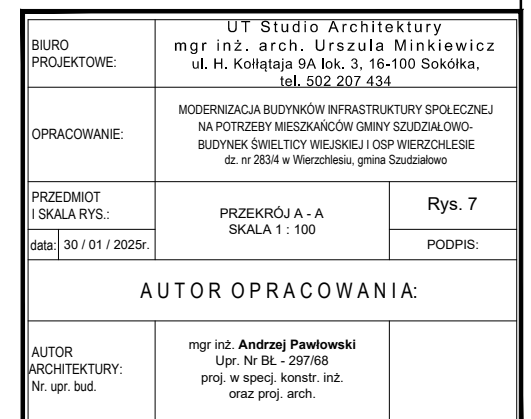 BIURO
PROJEKTOWE:
UT Studio Architektury
mgr inż. arch. Urszula Minkiewicz
ul. H. Kołłątaja 9A lok. 3, 16-100 Sokółka,
tel. 502 207 434
OPRACOWANIE:
MODERNIZACJA BUDYNKÓW INFRASTRUKTURY SPOŁECZNEJ
NA POTRZEBY MIESZKAŃCÓW GMINY SZUDZIAŁOWO-
BUDYNEK ŚWIELTICY WIEJSKIEJ I OSP WIERZCHLESIE
dz. nr 283/4 w Wierzchlesiu, gmina Szudziałowo
PRZEDMIOT
I SKALA RYS.:
data: 30 / 01 / 2025r.
PRZEKRÓJ A - A
SKALA 1 : 100
Rys. 7
PODPIS:
AUTOR OPRACOWANIA:
AUTOR
ARCHITEKTURY:
Nr. upr. bud.
mgr inż. Andrzej Pawłowski
Upr. Nr BŁ - 297/68
proj. w specj. konstr. inż.
oraz proj. arch.